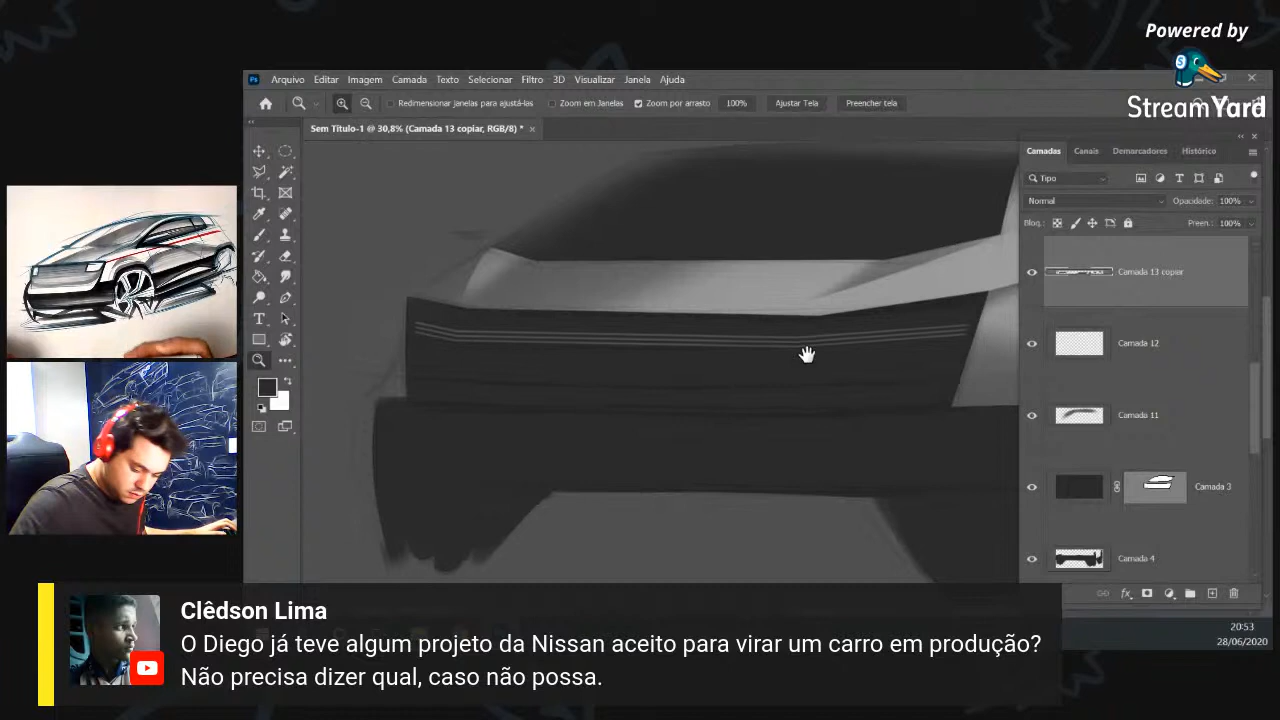 Powered by
StreamYard
Ps Arquivo Editar Imagem Camada Texto Selecionar Filtro 3D Visualizar Janela Ajuda
Redimensionar janelas para ajustá-las Zoom em Janelas Zoom por arrasto 100% Ajustar Tela Preencher tela
Sem Título-1 @ 30,8% (Camada 13 copiar, RGB/8) *
Camadas Canais Demarcadores Histórico
Tipo
Normal Opacidade: 100%
Bloq.: Preen.: 100%
Camada 13 copiar
Camada 12
Camada 11
Camada 3
Camada 4
fx
20:53
28/06/2020
Clêdson Lima
O Diego já teve algum projeto da Nissan aceito para virar um carro em produção?
Não precisa dizer qual, caso não possa.